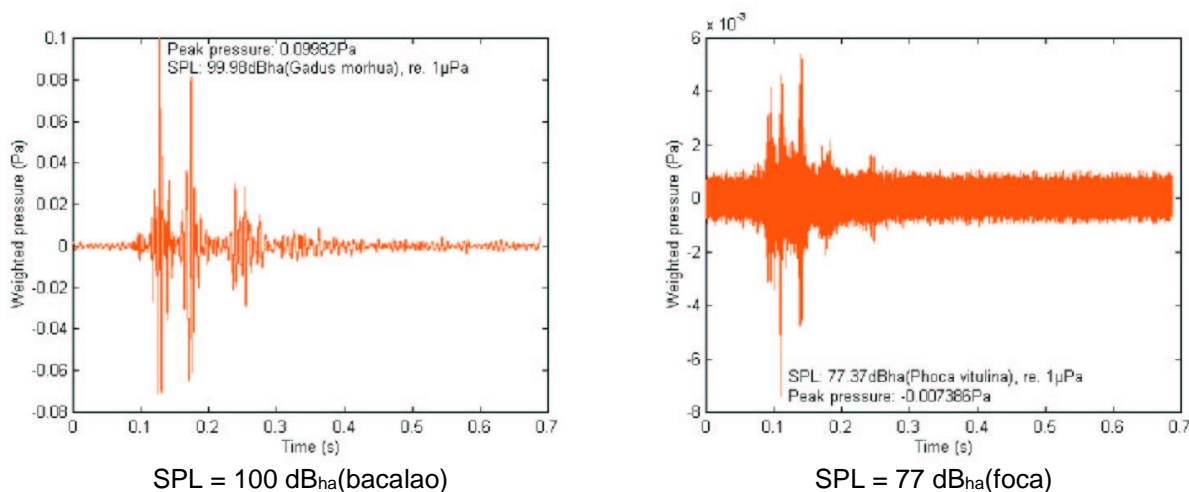 Peak pressure: 0.09982Pa
SPL: 99.98dBha(Gadus morhua), re. 1µPa
Weighted pressure (Pa)
0.1
0.08
0.06
0.04
0.02
0
-0.02
-0.04
-0.06
-0.08
0 0.1 0.2 0.3 0.4 0.5 0.6 0.7
Time (s)
SPL = 100 dBha(bacalao)
x 10-3
Weighted pressure (Pa)
6
4
2
0
-2
-4
-6
-8
SPL: 77.37dBha(Phoca vitulina), re. 1µPa
Peak pressure: -0.007386Pa
0 0.1 0.2 0.3 0.4 0.5 0.6 0.7
Time (s)
SPL = 77 dBha(foca)